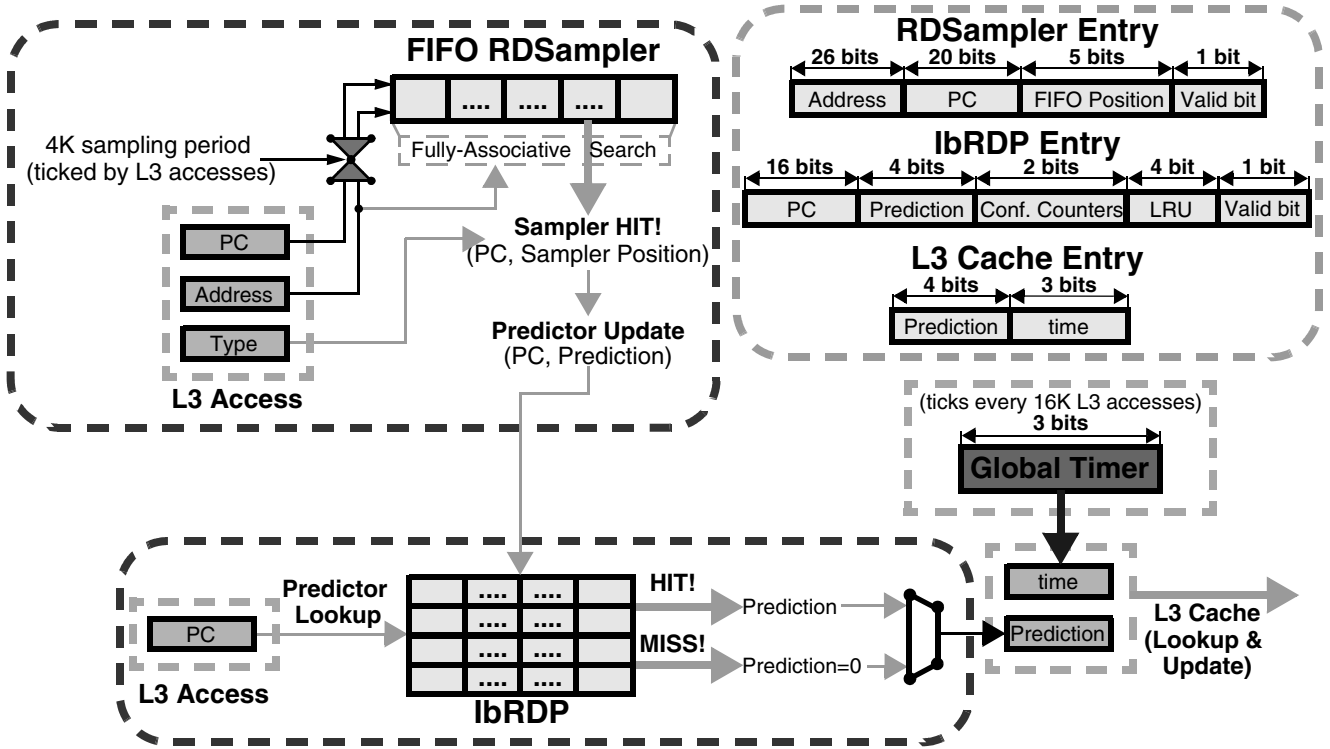 FIFO RDSampler
.... .... ....
Fully-Associative Search
4K sampling period
(ticked by L3 accesses)
PC
Address
Type
L3 Access
Sampler HIT!
(PC, Sampler Position)
Predictor Update
(PC, Prediction)
RDSampler Entry
26 bits 20 bits 5 bits 1 bit
Address PC FIFO Position Valid bit
IbRDP Entry
16 bits 4 bits 2 bits 4 bit 1 bit
PC Prediction Conf. Counters LRU Valid bit
L3 Cache Entry
4 bits 3 bits
Prediction time
(ticks every 16K L3 accesses)
3 bits
Global Timer
PC
L3 Access
Predictor
Lookup
.... ....
.... ....
.... ....
.... ....
IbRDP
HIT!
Prediction
MISS!
Prediction=0
time
Prediction
L3 Cache
(Lookup &
Update)